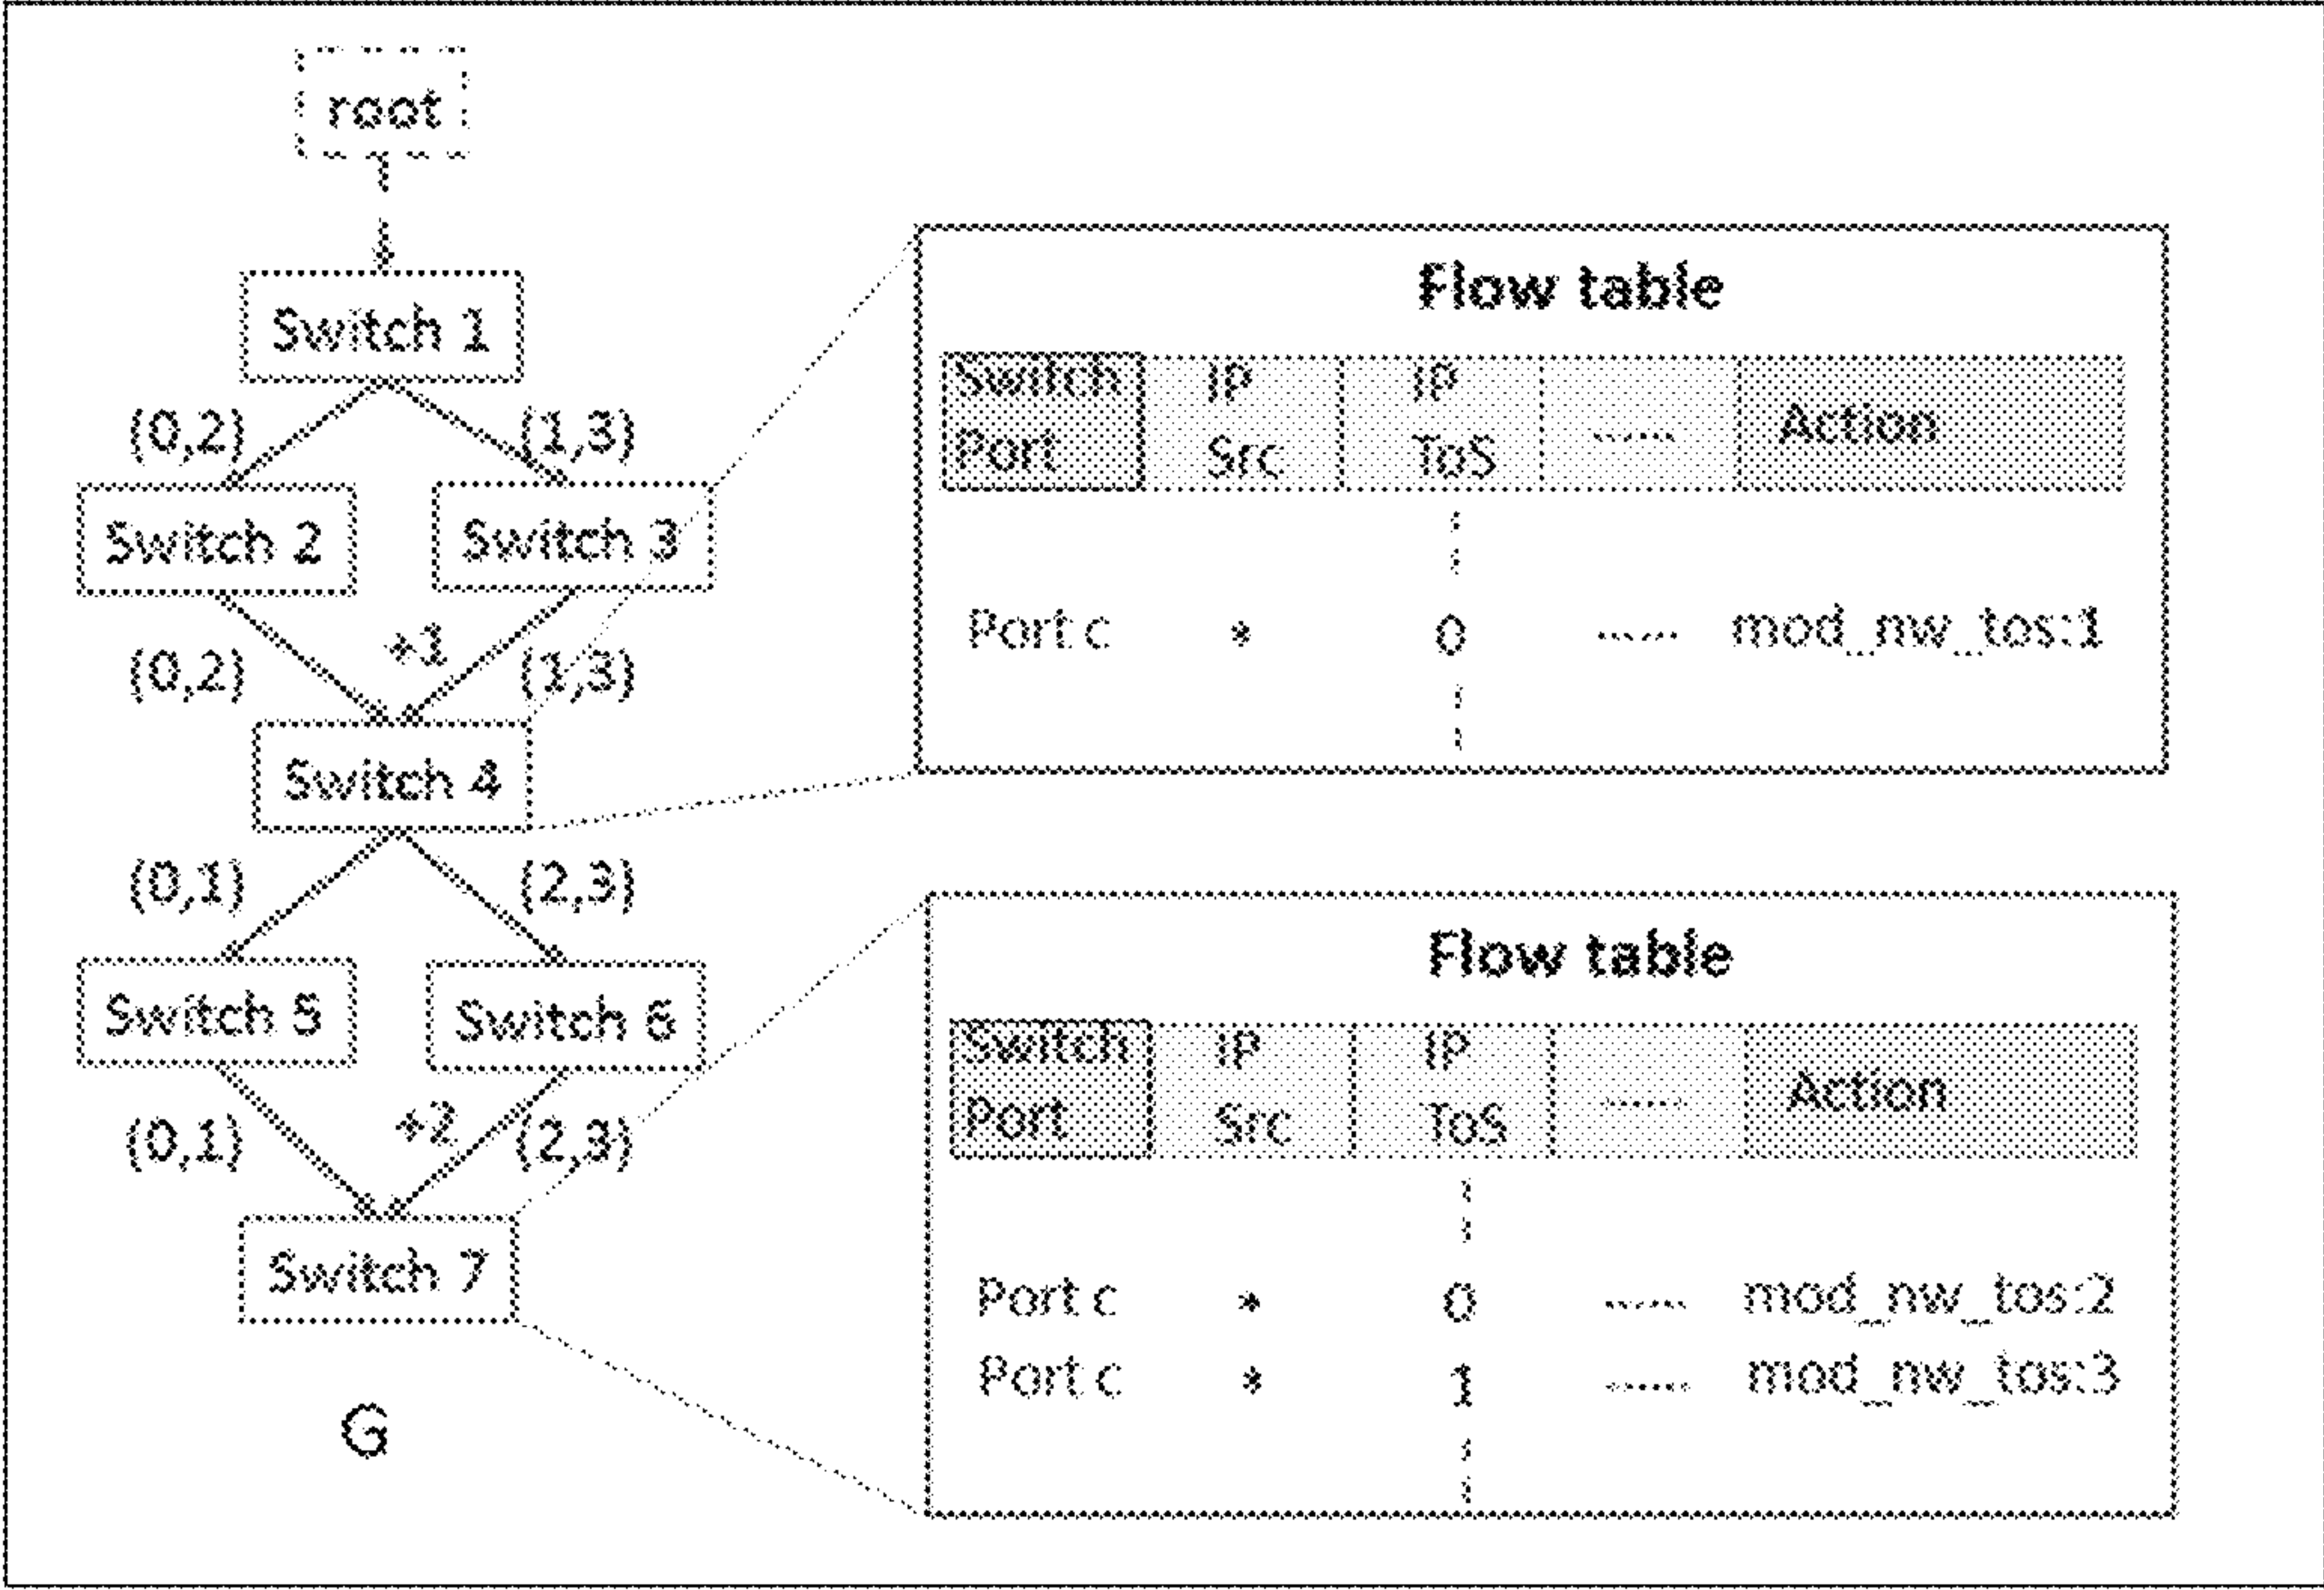 root
Switch 1
(0,2) (1,3)
Switch 2 Switch 3
(0,2) +1 (1,3)
Switch 4
(0,1) (2,3)
Switch 5 Switch 6
(0,1) +2 (2,3)
Switch 7
G
Flow table
Switch IP IP
Port Src ToS ...... Action
Port c * 0 ...... mod_nw_tos:1
Flow table
Switch IP IP
Port Src ToS ...... Action
Port c * 0 ...... mod_nw_tos:2
Port c * 1 ...... mod_nw_tos:3